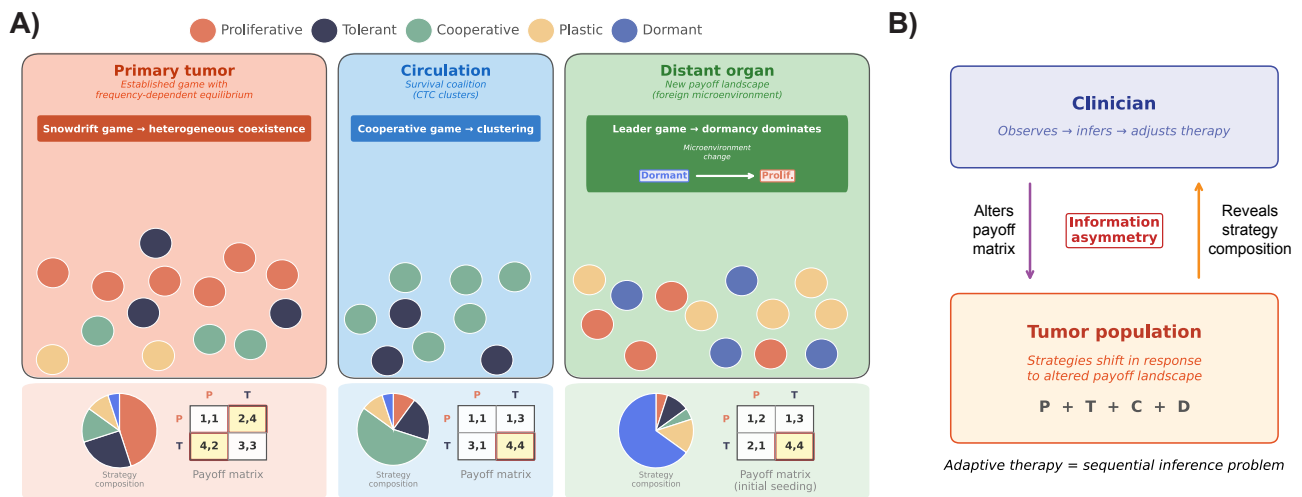 A)
Proliferative Tolerant Cooperative Plastic Dormant
Primary tumor
Established game with
frequency-dependent equilibrium
Snowdrift game → heterogeneous coexistence
Circulation
Survival coalition
(CTC clusters)
Cooperative game → clustering
Distant organ
New payoff landscape
(foreign microenvironment)
Leader game → dormancy dominates
Microenvironment
change
Dormant Prolif.
Strategy
composition
P T
P 1,1 2,4
T 4,2 3,3
Payoff matrix
Strategy
composition
P T
P 1,1 1,3
T 3,1 4,4
Payoff matrix
Strategy
composition
P T
P 1,2 1,3
T 2,1 4,4
Payoff matrix
(initial seeding)
B)
Clinician
Observes → infers → adjusts therapy
Alters
payoff
matrix
Information
asymmetry
Reveals
strategy
composition
Tumor population
Strategies shift in response
to altered payoff landscape
P + T + C + D
Adaptive therapy = sequential inference problem